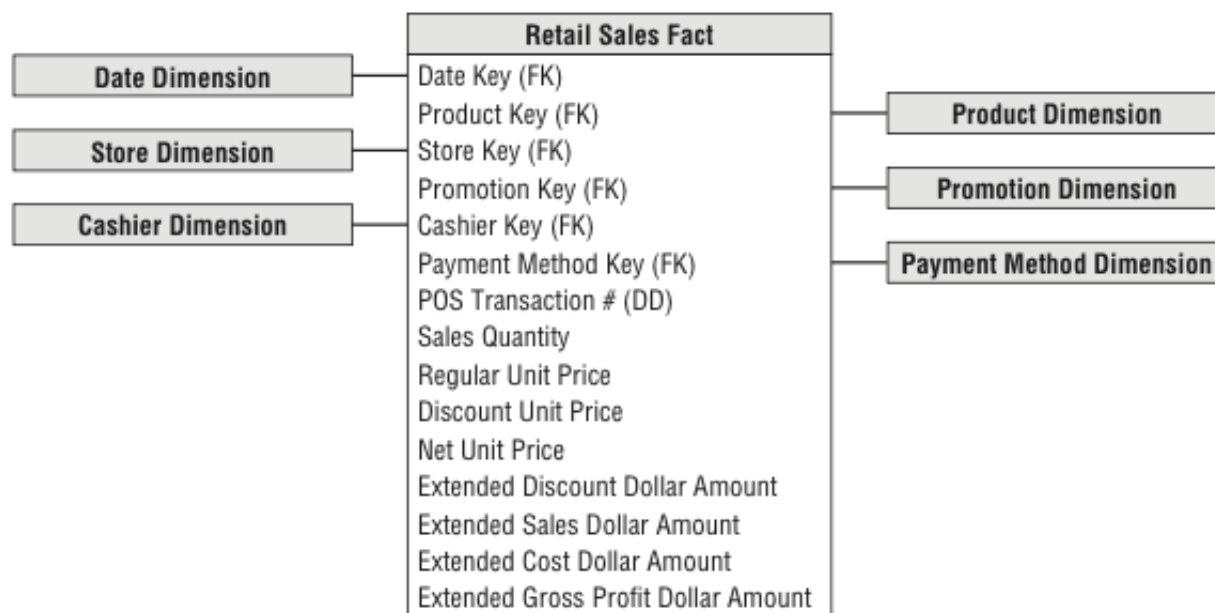 Retail Sales Fact
Date Dimension
Date Key (FK)
Product Key (FK)
Product Dimension
Store Dimension
Store Key (FK)
Promotion Key (FK)
Promotion Dimension
Cashier Dimension
Cashier Key (FK)
Payment Method Key (FK)
Payment Method Dimension
POS Transaction # (DD)
Sales Quantity
Regular Unit Price
Discount Unit Price
Net Unit Price
Extended Discount Dollar Amount
Extended Sales Dollar Amount
Extended Cost Dollar Amount
Extended Gross Profit Dollar Amount